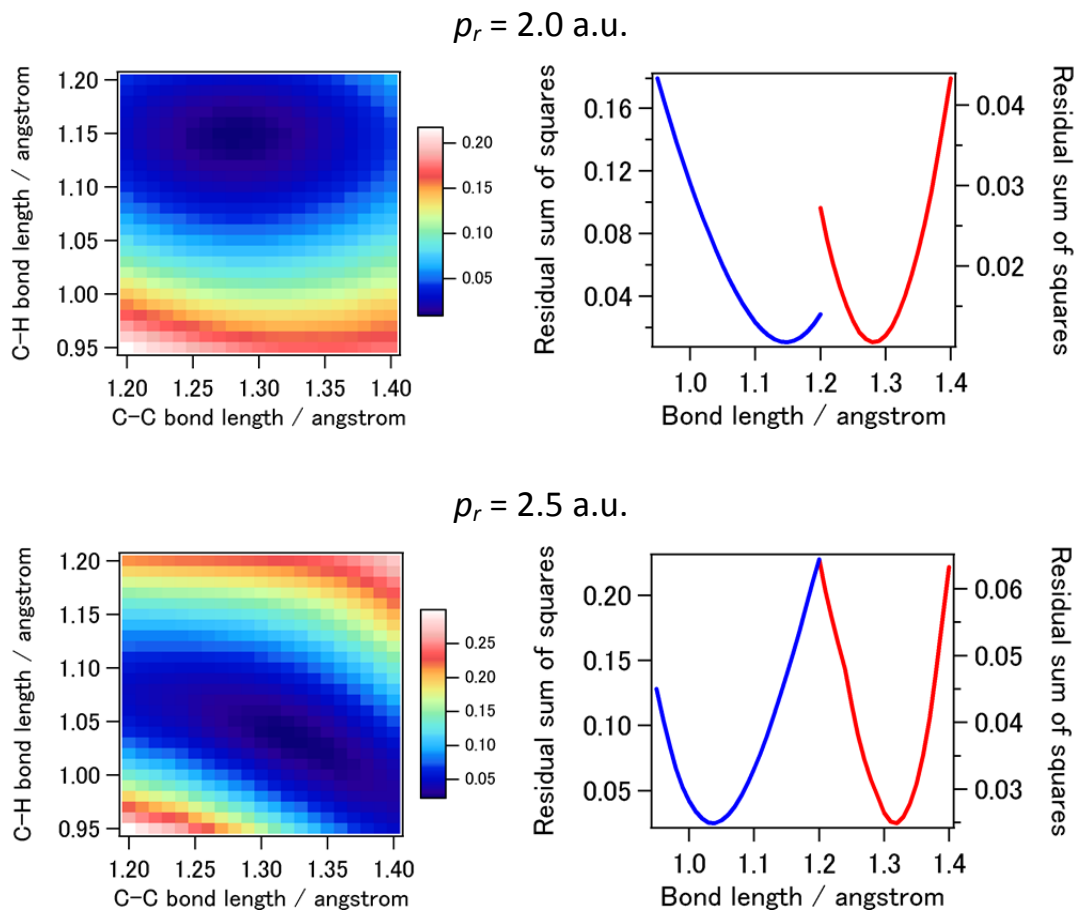 pᵣ = 2.0 a.u.
C-H bond length / angstrom
1.20
1.15
1.10
1.05
1.00
0.95
1.20 1.25 1.30 1.35 1.40
C-C bond length / angstrom
0.20
0.15
0.10
0.05
Residual sum of squares
0.16
0.12
0.08
0.04
1.0 1.1 1.2 1.3 1.4
Bond length / angstrom
0.04
0.03
0.02
Residual sum of squares
pᵣ = 2.5 a.u.
C-H bond length / angstrom
1.20
1.15
1.10
1.05
1.00
0.95
1.20 1.25 1.30 1.35 1.40
C-C bond length / angstrom
0.25
0.20
0.15
0.10
0.05
Residual sum of squares
0.20
0.15
0.10
0.05
1.0 1.1 1.2 1.3 1.4
Bond length / angstrom
0.06
0.05
0.04
0.03
Residual sum of squares